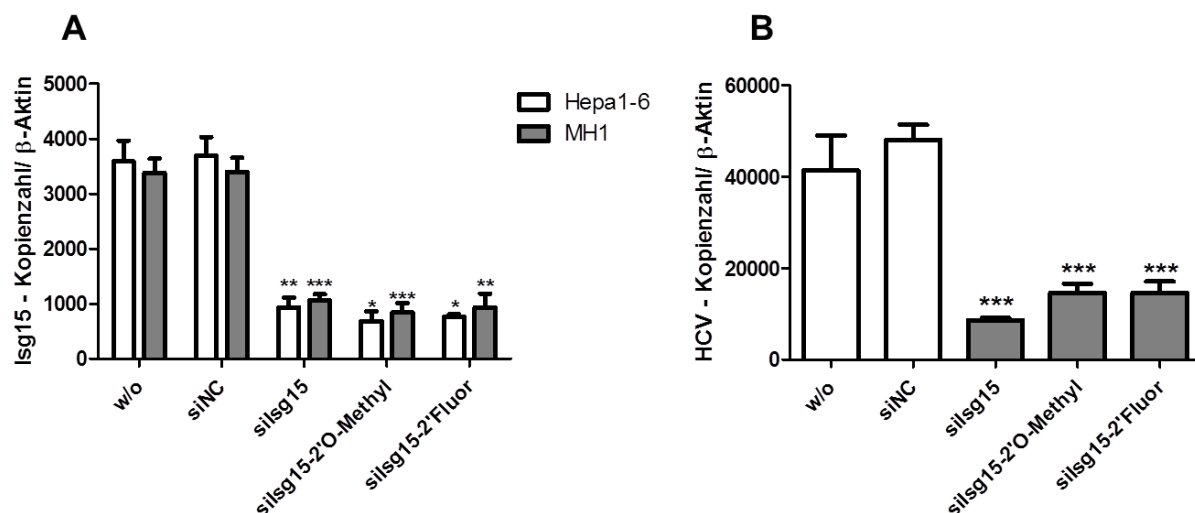 A
Isg15 - Kopienzahl/ β-Aktin
5000
4000
3000
2000
1000
0
** *** * *** * **
w/o
siNC
siIsg15
siIsg15-2'O-Methyl
siIsg15-2'Fluor
Hepa1-6
MH1
B
HCV - Kopienzahl/ β-Aktin
60000
40000
20000
0
*** *** ***
w/o
siNC
siIsg15
siIsg15-2'O-Methyl
siIsg15-2'Fluor